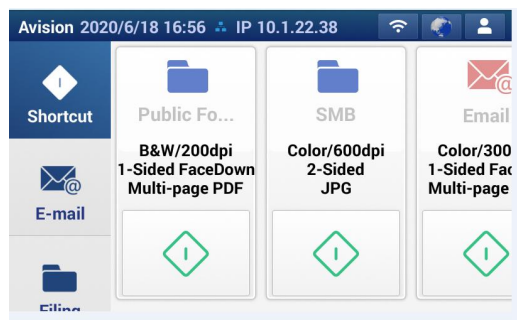 Avision 2020/6/18 16:56 IP 10.1.22.38
Shortcut
E-mail
Filing
Public Fo...
B&W/200dpi
1-Sided FaceDown
Multi-page PDF
SMB
Color/600dpi
2-Sided
JPG
Email
Color/300
1-Sided Fac
Multi-page